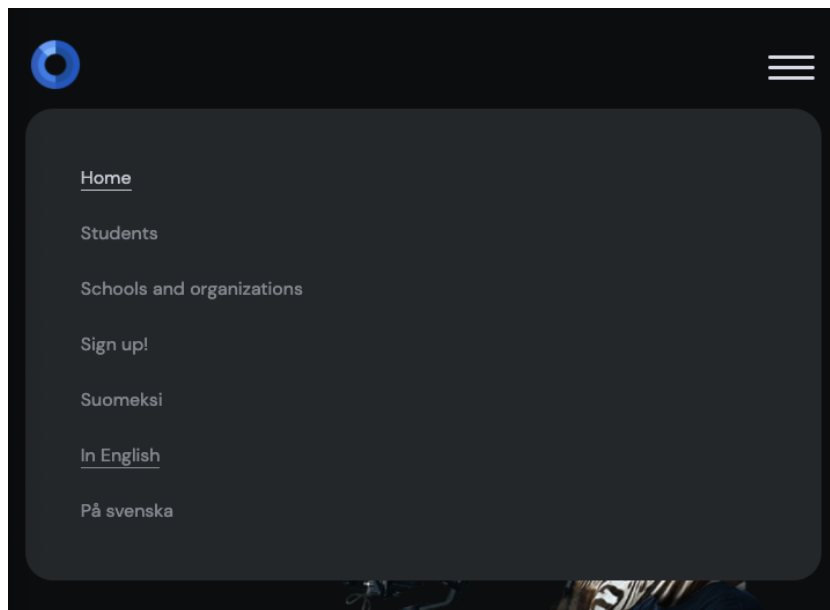 Home
Students
Schools and organizations
Sign up!
Suomeksi
In English
På svenska